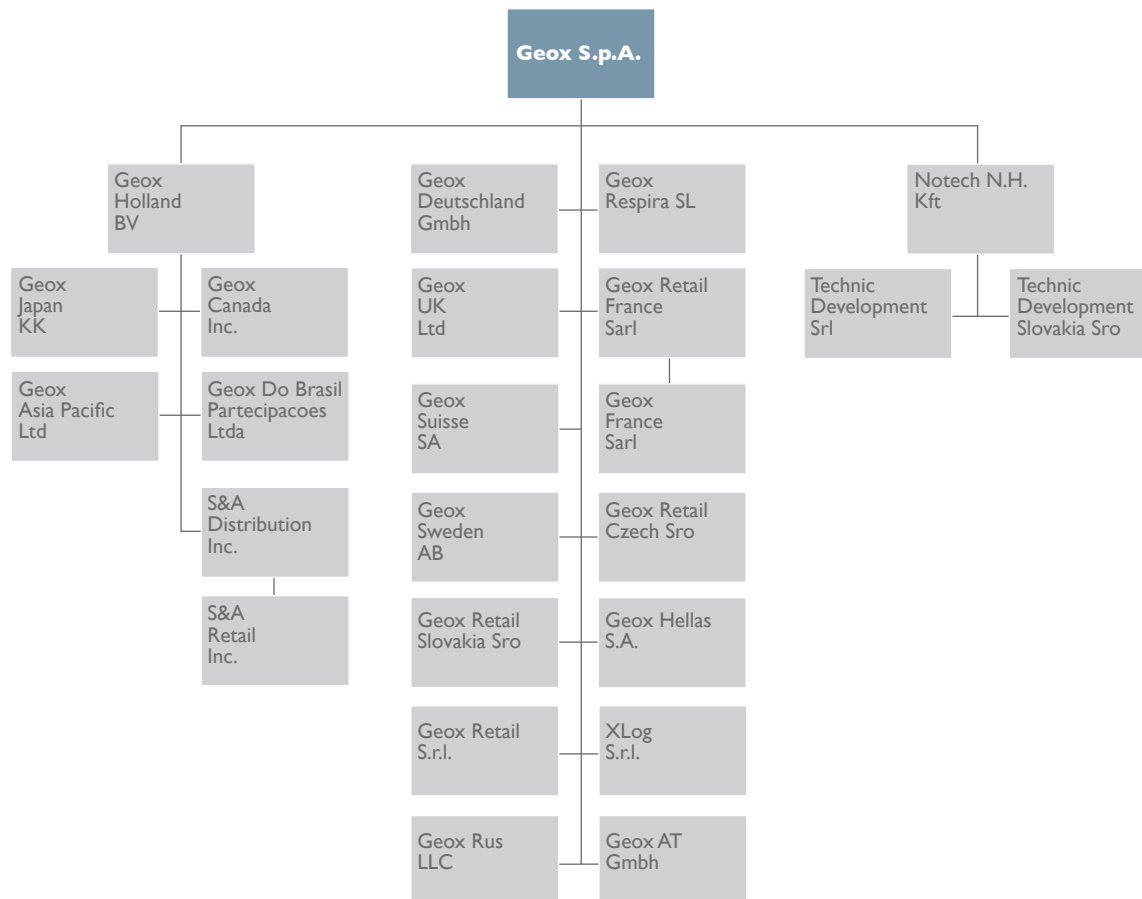 Geox S.p.A.
Geox
Holland
BV
Geox
Deutschland
Gmbh
Geox
Respira SL
Notech N.H.
Kft
Geox
Japan
KK
Geox
Canada
Inc.
Geox
UK
Ltd
Geox Retail
France
Sarl
Technic
Development
Srl
Technic
Development
Slovakia Sro
Geox
Asia Pacific
Ltd
Geox Do Brasil
Partecipacoes
Ltda
Geox
Suisse
SA
Geox
France
Sarl
S&A
Distribution
Inc.
Geox
Sweden
AB
Geox Retail
Czech Sro
S&A
Retail
Inc.
Geox Retail
Slovakia Sro
Geox Hellas
S.A.
Geox Retail
S.r.l.
XLog
S.r.l.
Geox Rus
LLC
Geox AT
Gmbh